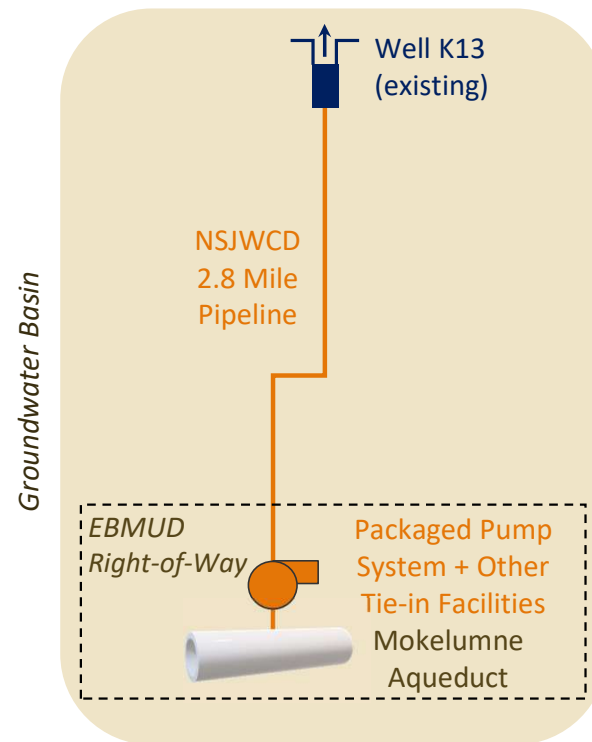 Well K13
(existing)
NSJWCD
2.8 Mile
Pipeline
Groundwater Basin
EBMUD
Right-of-Way
Packaged Pump
System + Other
Tie-in Facilities
Mokelumne
Aqueduct